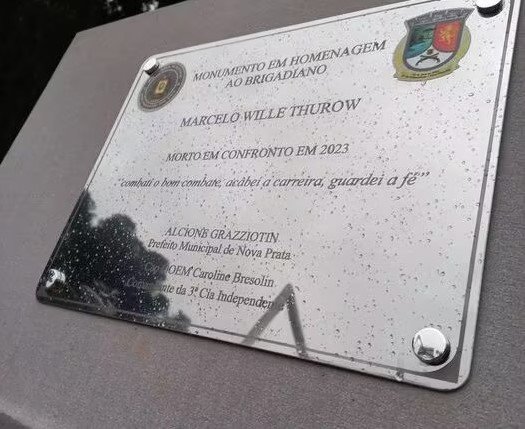 MONUMENTO EM HOMENAGEM
AO BRIGADIANO
MARCELO WILLE THUROW
MORTO EM CONFRONTO EM 2023
"combati o bom combate, acabei a carreira, guardei a fé"
ALCIONE GRAZZIOTIN
Prefeito Municipal de Nova Prata
QOEM Caroline Bresolin
da 3ª Cia Independente